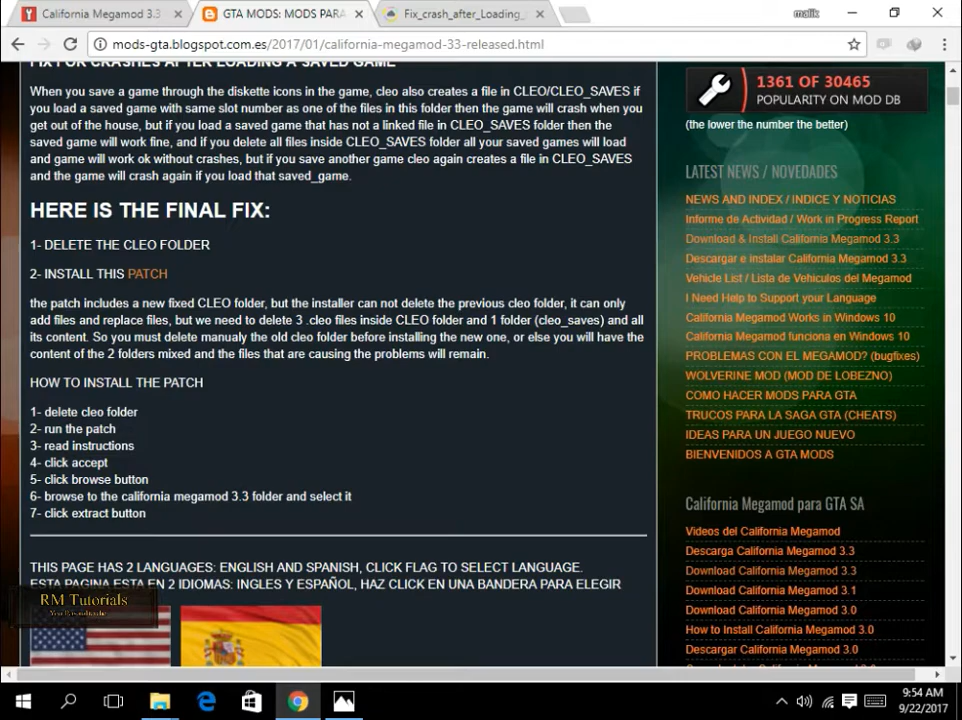 California Megamod 3.3
GTA MODS: MODS PARA
Fix_crash_after_Loading_
malik
mods-gta.blogspot.com.es/2017/01/california-megamod-33-released.html
FIX FOR CRASHES AFTER LOADING A SAVED GAME
When you save a game through the diskette icons in the game, cleo also creates a file in CLEO/CLEO_SAVES if
you load a saved game with same slot number as one of the files in this folder then the game will crash when you
get out of the house, but if you load a saved game that has not a linked file in CLEO_SAVES folder then the
saved game will work fine, and if you delete all files inside CLEO_SAVES folder all your saved games will load
and game will work ok without crashes, but if you save another game cleo again creates a file in CLEO_SAVES
and the game will crash again if you load that saved_game.
HERE IS THE FINAL FIX:
1- DELETE THE CLEO FOLDER
2- INSTALL THIS PATCH
the patch includes a new fixed CLEO folder, but the installer can not delete the previous cleo folder, it can only
add files and replace files, but we need to delete 3 .cleo files inside CLEO folder and 1 folder (cleo_saves) and all
its content. So you must delete manualy the old cleo folder before installing the new one, or else you will have the
content of the 2 folders mixed and the files that are causing the problems will remain.
HOW TO INSTALL THE PATCH
1- delete cleo folder
2- run the patch
3- read instructions
4- click accept
5- click browse button
6- browse to the california megamod 3.3 folder and select it
7- click extract button
THIS PAGE HAS 2 LANGUAGES: ENGLISH AND SPANISH, CLICK FLAG TO SELECT LANGUAGE.
ESTA PAGINA ESTA EN 2 IDIOMAS: INGLES Y ESPAÑOL, HAZ CLICK EN UNA BANDERA PARA ELEGIR
RM Tutorials
1361 OF 30465
POPULARITY ON MOD DB
(the lower the number the better)
LATEST NEWS / NOVEDADES
NEWS AND INDEX / INDICE Y NOTICIAS
Informe de Actividad / Work in Progress Report
Download & Install California Megamod 3.3
Descargar e instalar California Megamod 3.3
Vehicle List / Lista de Vehiculos del Megamod
I Need Help to Support your Language
California Megamod Works in Windows 10
California Megamod funciona en Windows 10
PROBLEMAS CON EL MEGAMOD? (bugfixes)
WOLVERINE MOD (MOD DE LOBEZNO)
COMO HACER MODS PARA GTA
TRUCOS PARA LA SAGA GTA (CHEATS)
IDEAS PARA UN JUEGO NUEVO
BIENVENIDOS A GTA MODS
California Megamod para GTA SA
Videos del California Megamod
Descarga California Megamod 3.3
Download California Megamod 3.3
Download California Megamod 3.1
Download California Megamod 3.0
How to Install California Megamod 3.0
Descargar California Megamod 3.0
9:54 AM
9/22/2017